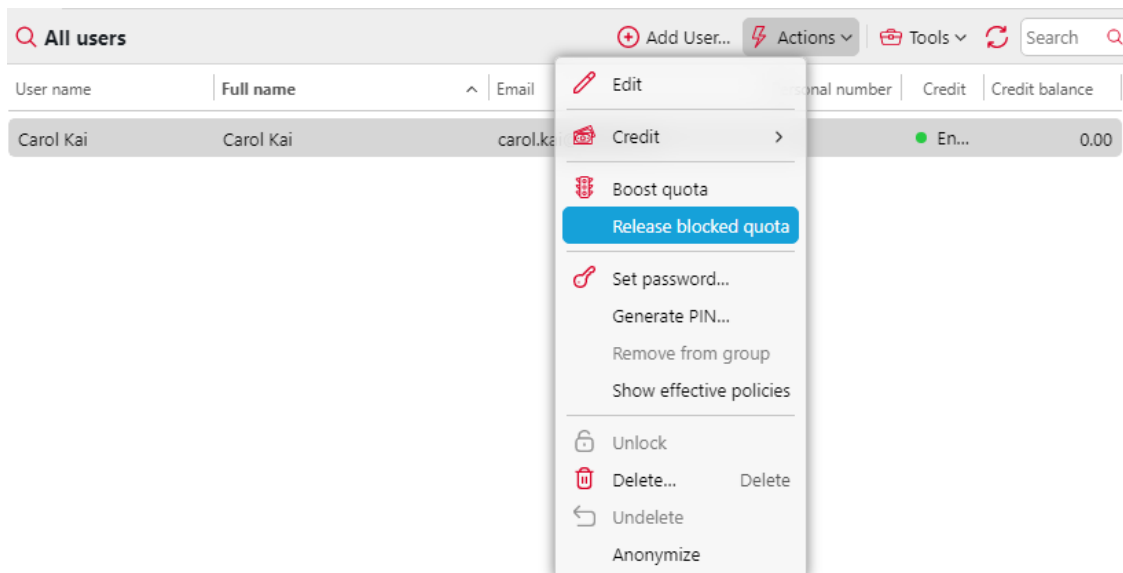 All users
Add User...
Actions
Tools
Search
User name
Full name
Email
onal number
Credit
Credit balance
Carol Kai
Carol Kai
carol.ka
En...
0.00
Edit
Credit
Boost quota
Release blocked quota
Set password...
Generate PIN...
Remove from group
Show effective policies
Unlock
Delete... Delete
Undelete
Anonymize